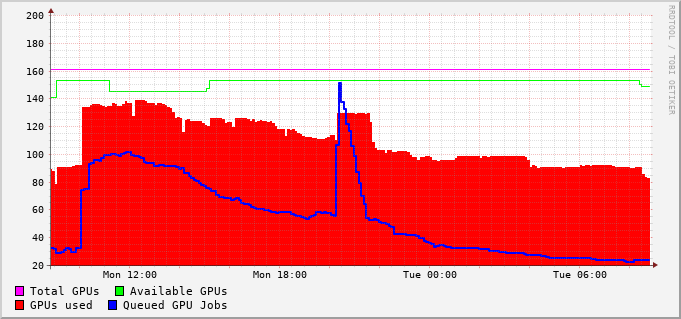 200
180
160
140
120
100
80
60
40
20
Mon 12:00 Mon 18:00 Tue 00:00 Tue 06:00
Total GPUs Available GPUs
GPUs used Queued GPU Jobs
RRDTOOL / TOBI OETIKER